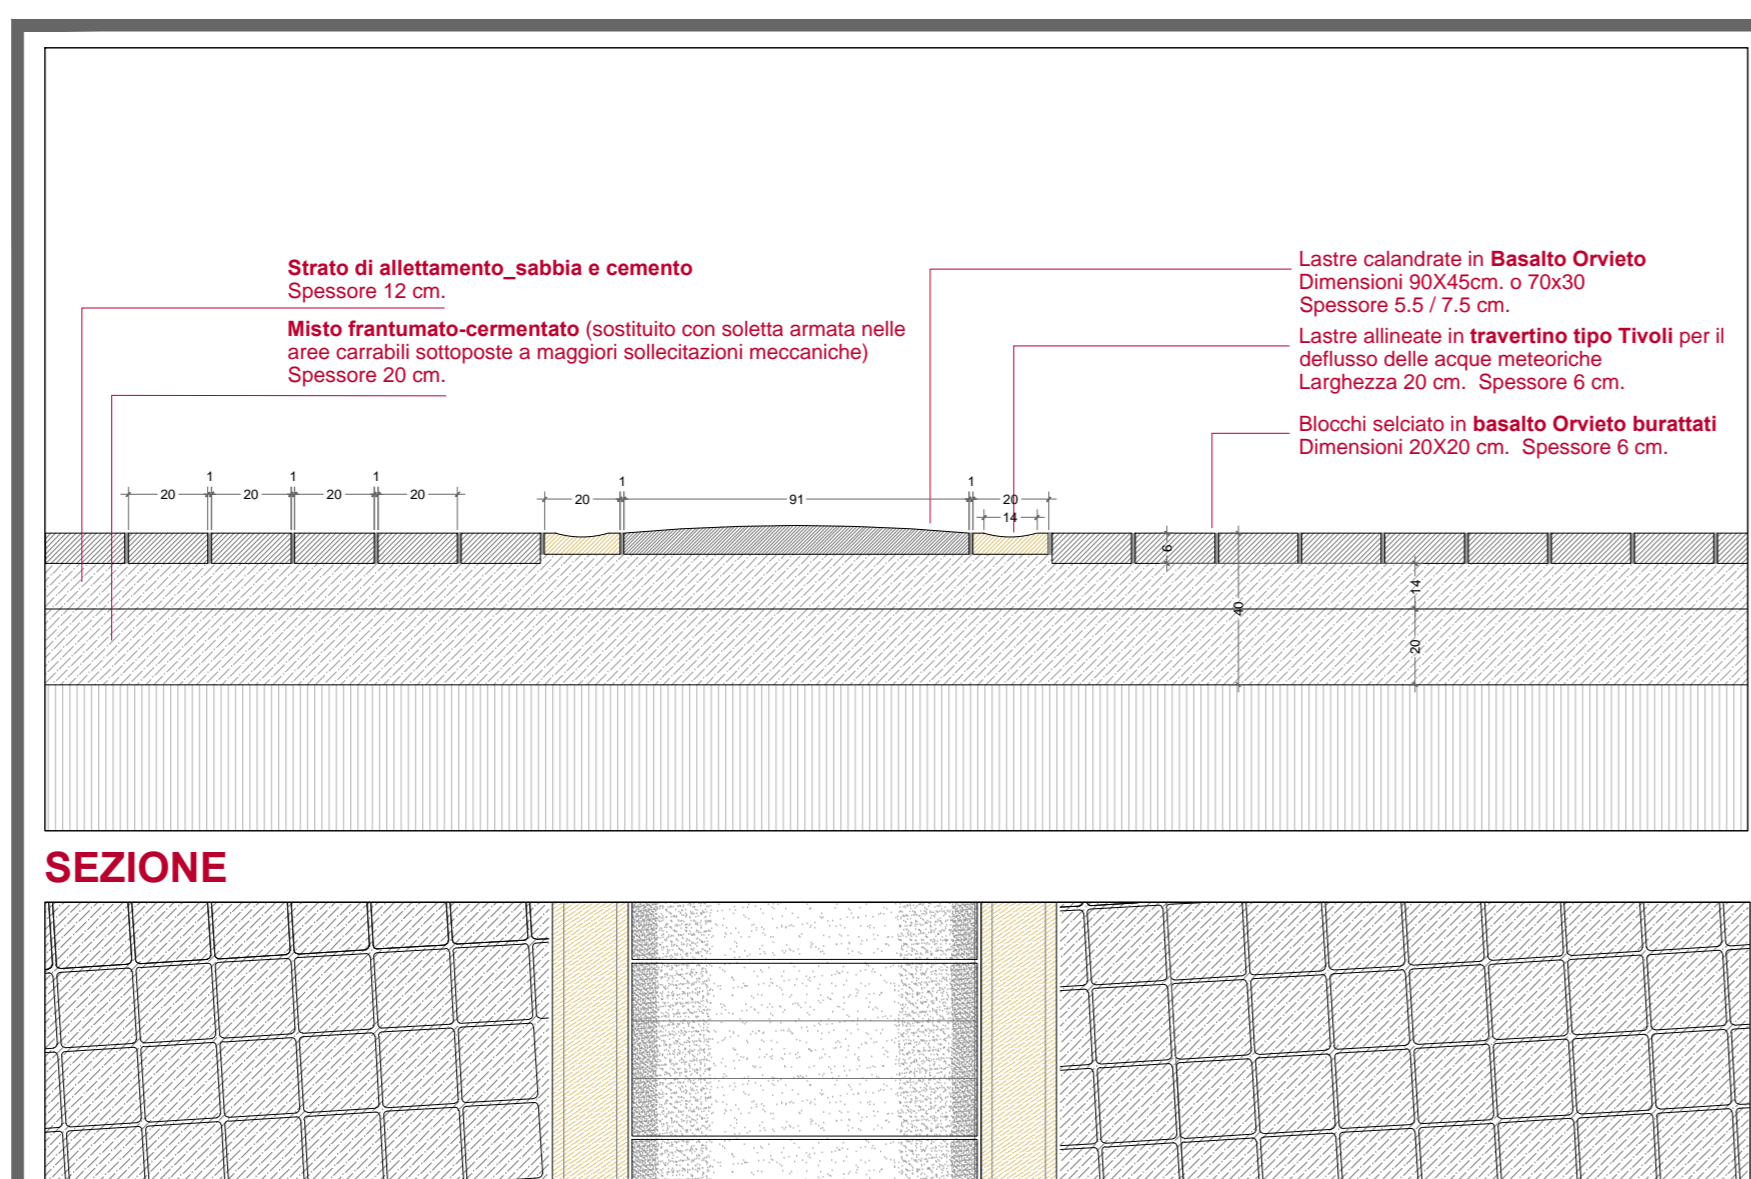 Strato di allettamento_sabbia e cemento
Spessore 12 cm.
Misto frantumato-cermentato (sostituito con soletta armata nelle
aree carrabili sottoposte a maggiori sollecitazioni meccaniche)
Spessore 20 cm.
Lastre calandrate in Basalto Orvieto
Dimensioni 90X45cm. o 70x30
Spessore 5.5 / 7.5 cm.
Lastre allineate in travertino tipo Tivoli per il
deflusso delle acque meteoriche
Larghezza 20 cm. Spessore 6 cm.
Blocchi selciato in basalto Orvieto burattati
Dimensioni 20X20 cm. Spessore 6 cm.
1 1 1 1 1
20 20 20 20 20 91 20
14
6
14
40
20
SEZIONE